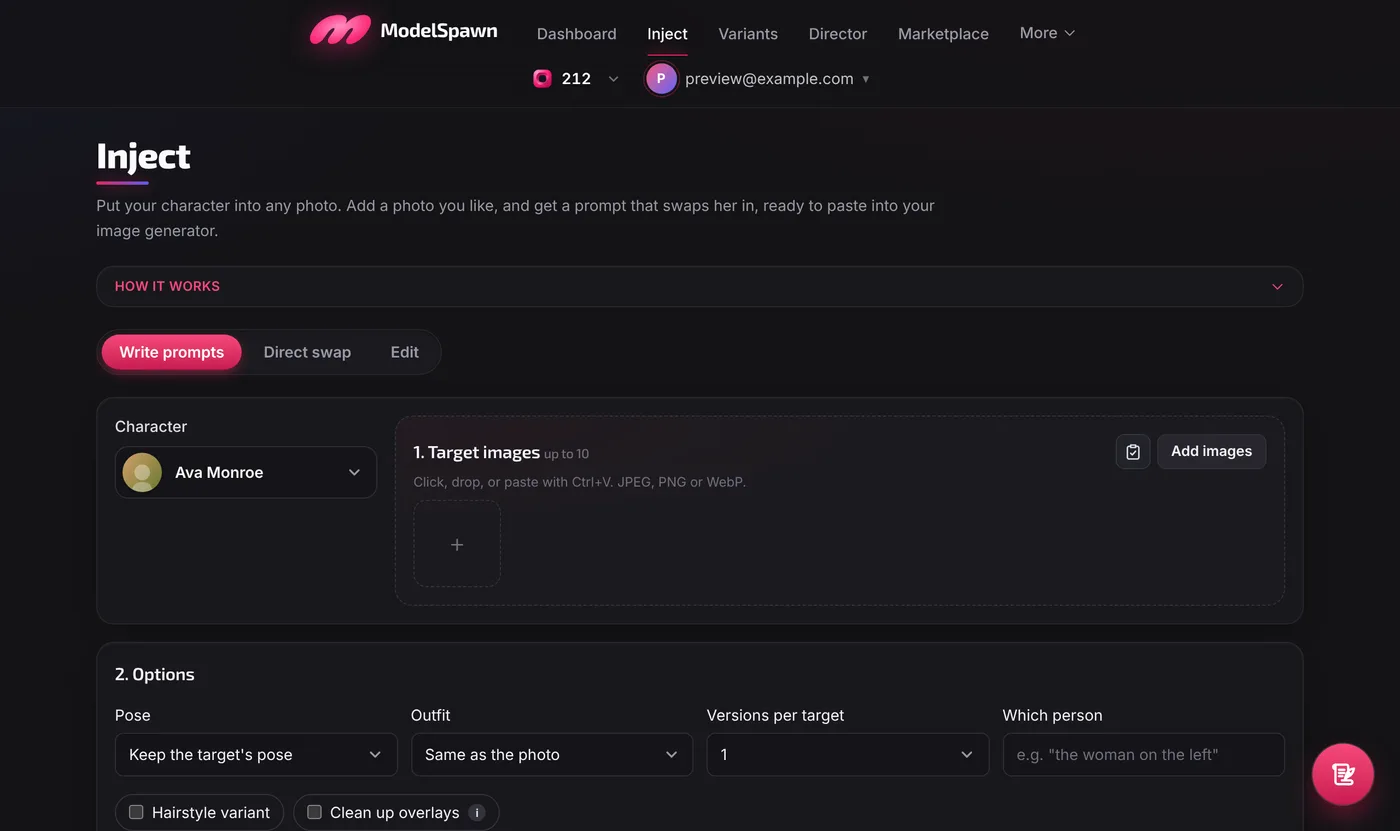 ModelSpawn
Dashboard
Inject
Variants
Director
Marketplace
More
212
P
preview@example.com
Inject
Put your character into any photo. Add a photo you like, and get a prompt that swaps her in, ready to paste into your
image generator.
HOW IT WORKS
Write prompts
Direct swap
Edit
Character
Ava Monroe
1. Target images up to 10
Click, drop, or paste with Ctrl+V. JPEG, PNG or WebP.
Add images
2. Options
Pose
Keep the target's pose
Outfit
Same as the photo
Versions per target
1
Which person
e.g. "the woman on the left"
Hairstyle variant
Clean up overlays i